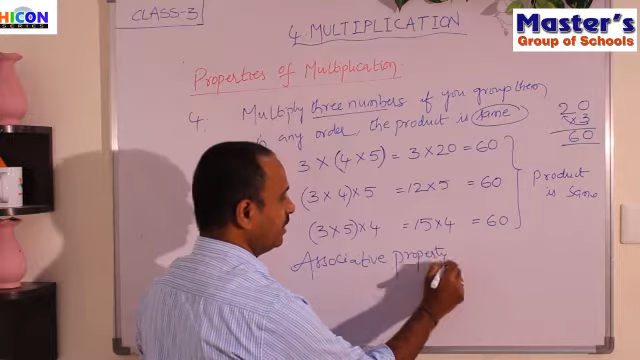 HICON
SERIES
CLASS-3
4. MULTIPLICATION
Master's
Group of Schools
Properties of Multiplication
4. Multiply three numbers if you group them
in any order, the product is same
20
×3
60
3 × (4 × 5) = 3 × 20 = 60
(3 × 4) × 5 = 12 × 5 = 60
(3 × 5) × 4 = 15 × 4 = 60
Product
is same
Associative property